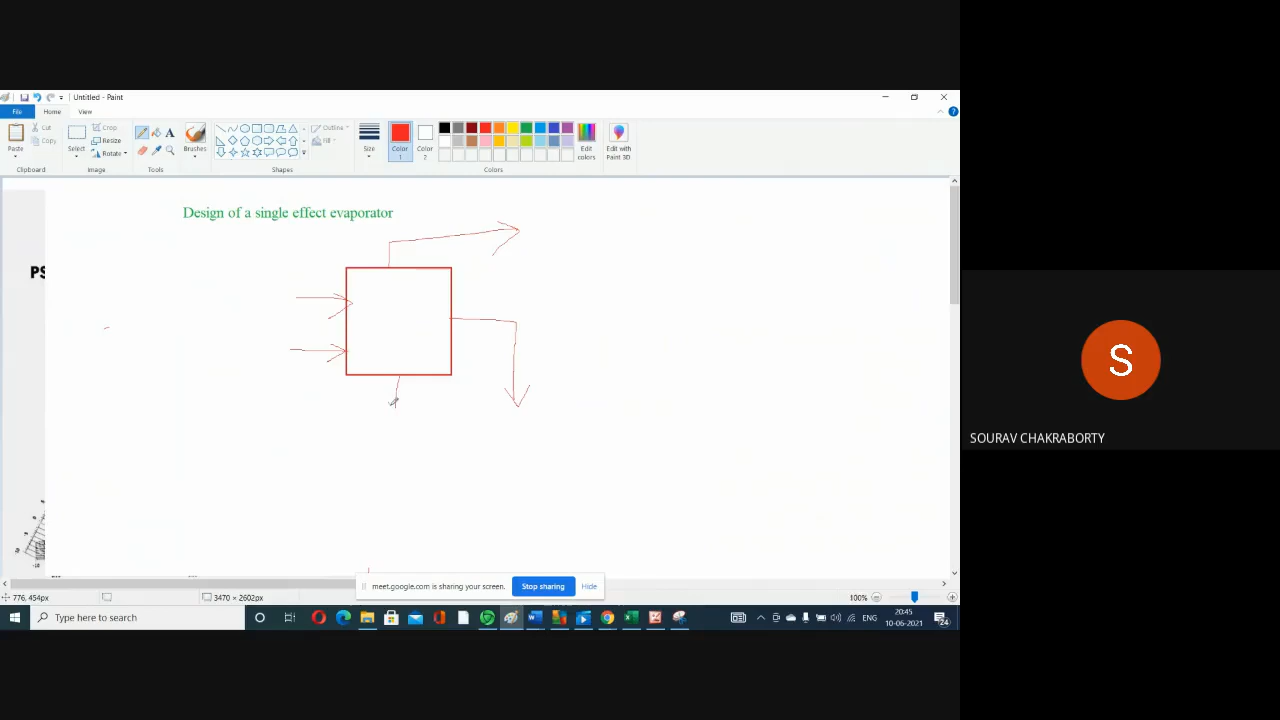 Untitled - Paint
File Home View
Paste
Cut
Copy
Clipboard
Select
Crop
Resize
Rotate
Image
Tools
Brushes
Shapes
Outline
Fill
Size
Color 1
Color 2
Colors
Edit colors
Edit with Paint 3D
Design of a single effect evaporator
PS
S
SOURAV CHAKRABORTY
meet.google.com is sharing your screen. Stop sharing Hide
776, 454px
3470 × 2602px
100%
Type here to search
ENG
20:45
10-06-2021
24